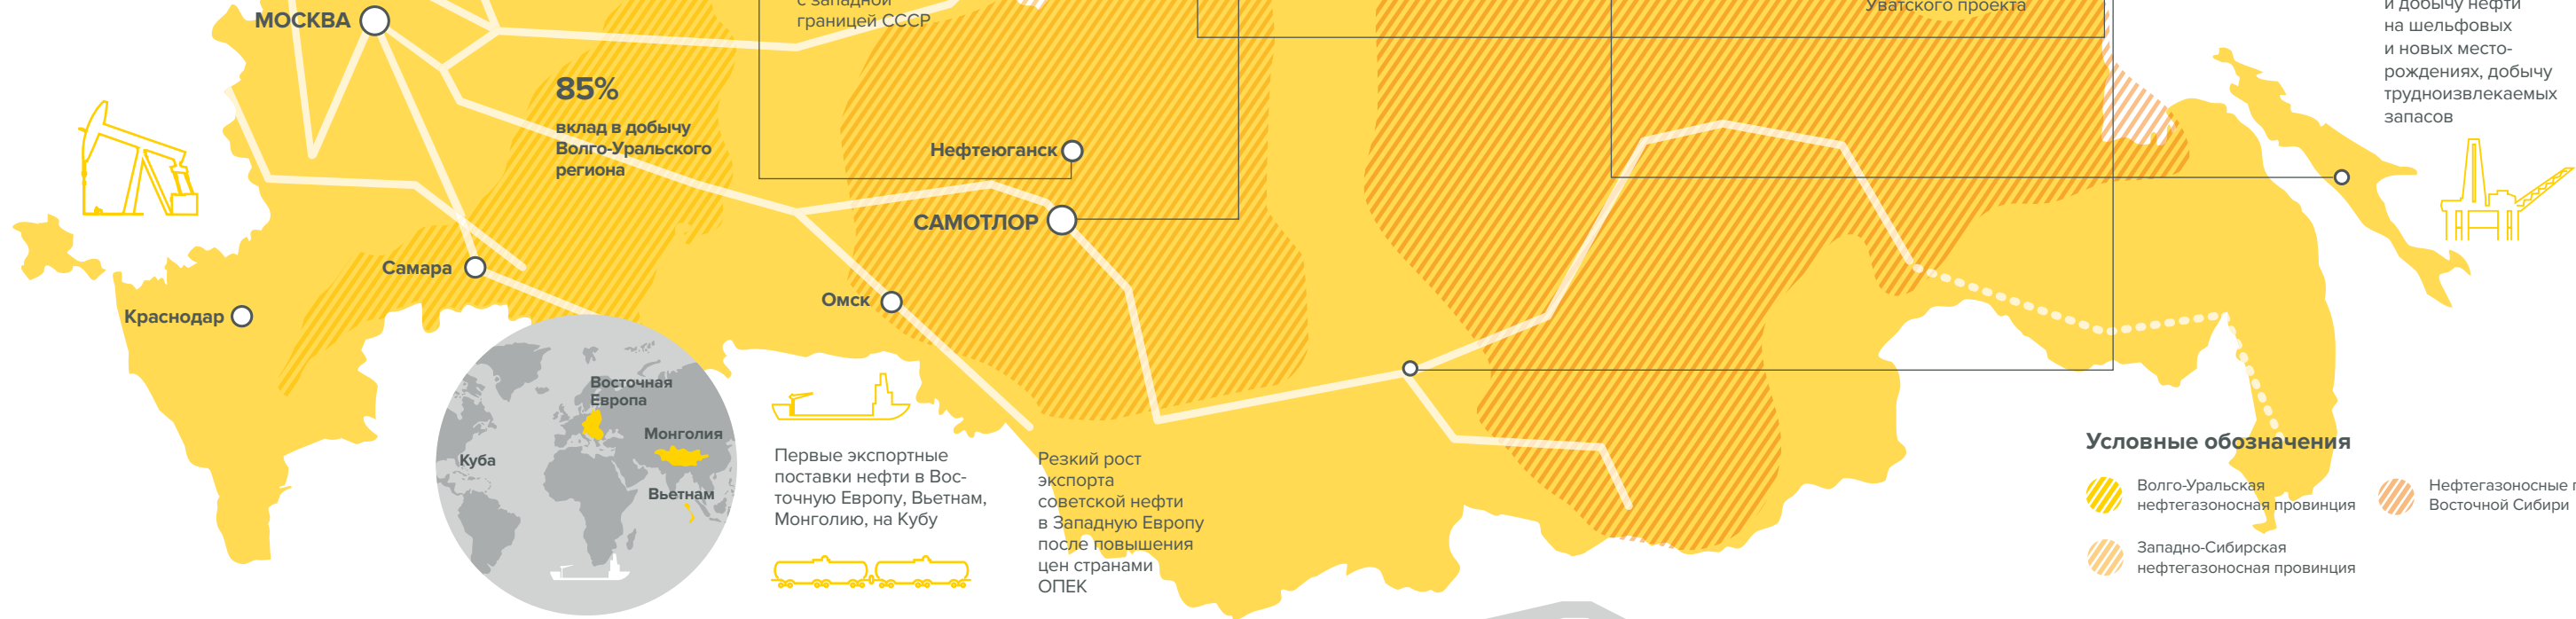 с западной
границей СССР
Уватского проекта
и добычу нефти
на шельфовых
и новых место-
рождениях, добычу
трудноизвлекаемых
запасов
МОСКВА
85%
вклад в добычу
Волго-Уральского
региона
Нефтеюганск
САМОТЛОР
Самара
Омск
Краснодар
Восточная
Европа
Монголия
Куба
Вьетнам
Первые экспортные
поставки нефти в Вос-
точную Европу, Вьетнам,
Монголию, на Кубу
Резкий рост
экспорта
советской нефти
в Западную Европу
после повышения
цен странами
ОПЕК
Условные обозначения
Волго-Уральская
нефтегазоносная провинция
Нефтегазоносные
Восточной Сибири
Западно-Сибирская
нефтегазоносная провинция